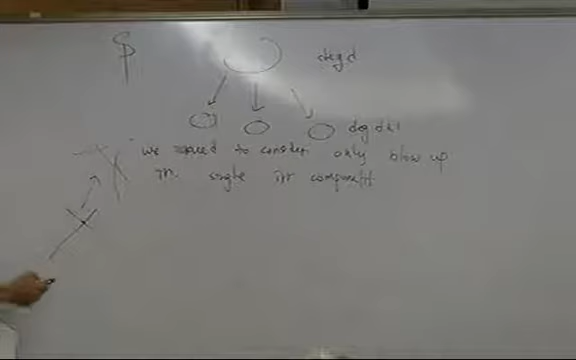 deg d
deg d+1
we need to consider only blow up
in single irr component